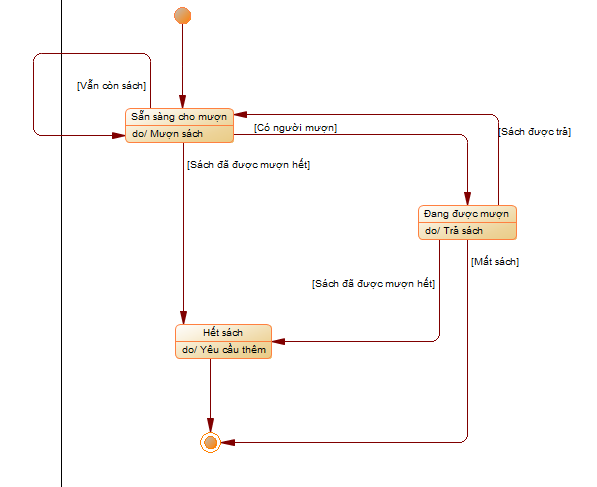 [Vẫn còn sách]
Sẵn sàng cho mượn
do/ Mượn sách
[Có người mượn]
[Sách được trả]
[Sách đã được mượn hết]
Đang được mượn
do/ Trả sách
[Mất sách]
[Sách đã được mượn hết]
Hết sách
do/ Yêu cầu thêm